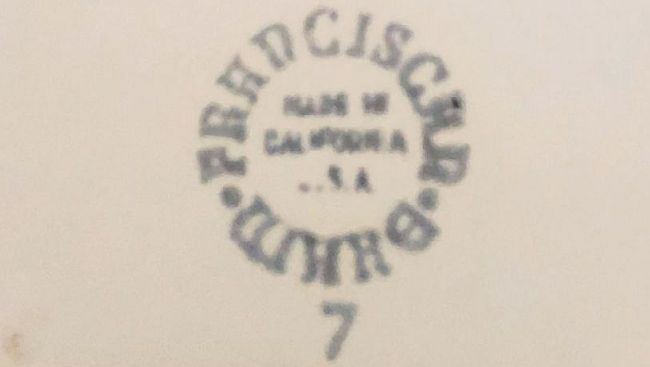 FRANCISCAN
MADE IN
CALIFORNIA
U.S.A
WARE
7